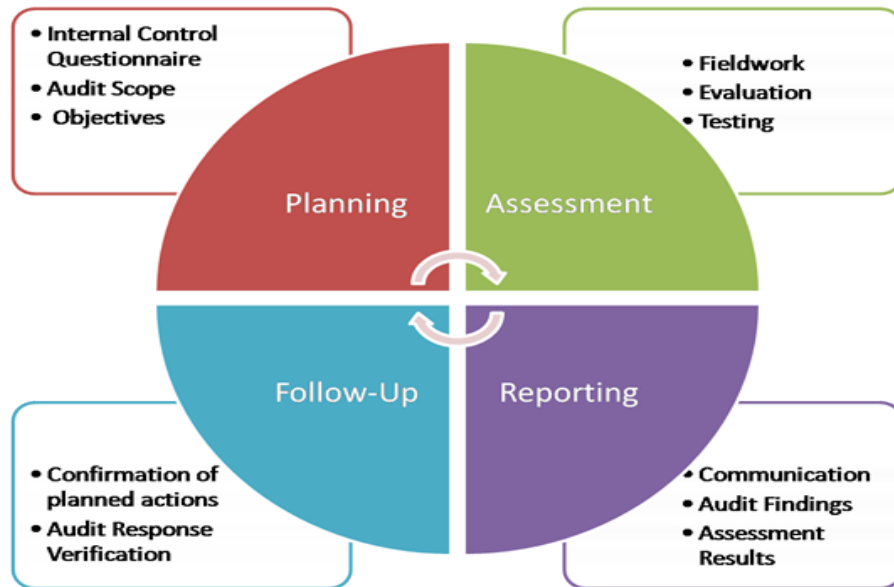 • Internal Control
Questionnaire
• Audit Scope
• Objectives
• Fieldwork
• Evaluation
• Testing
Planning
Assessment
Follow-Up
Reporting
• Confirmation of
planned actions
• Audit Response
Verification
• Communication
• Audit Findings
• Assessment
Results